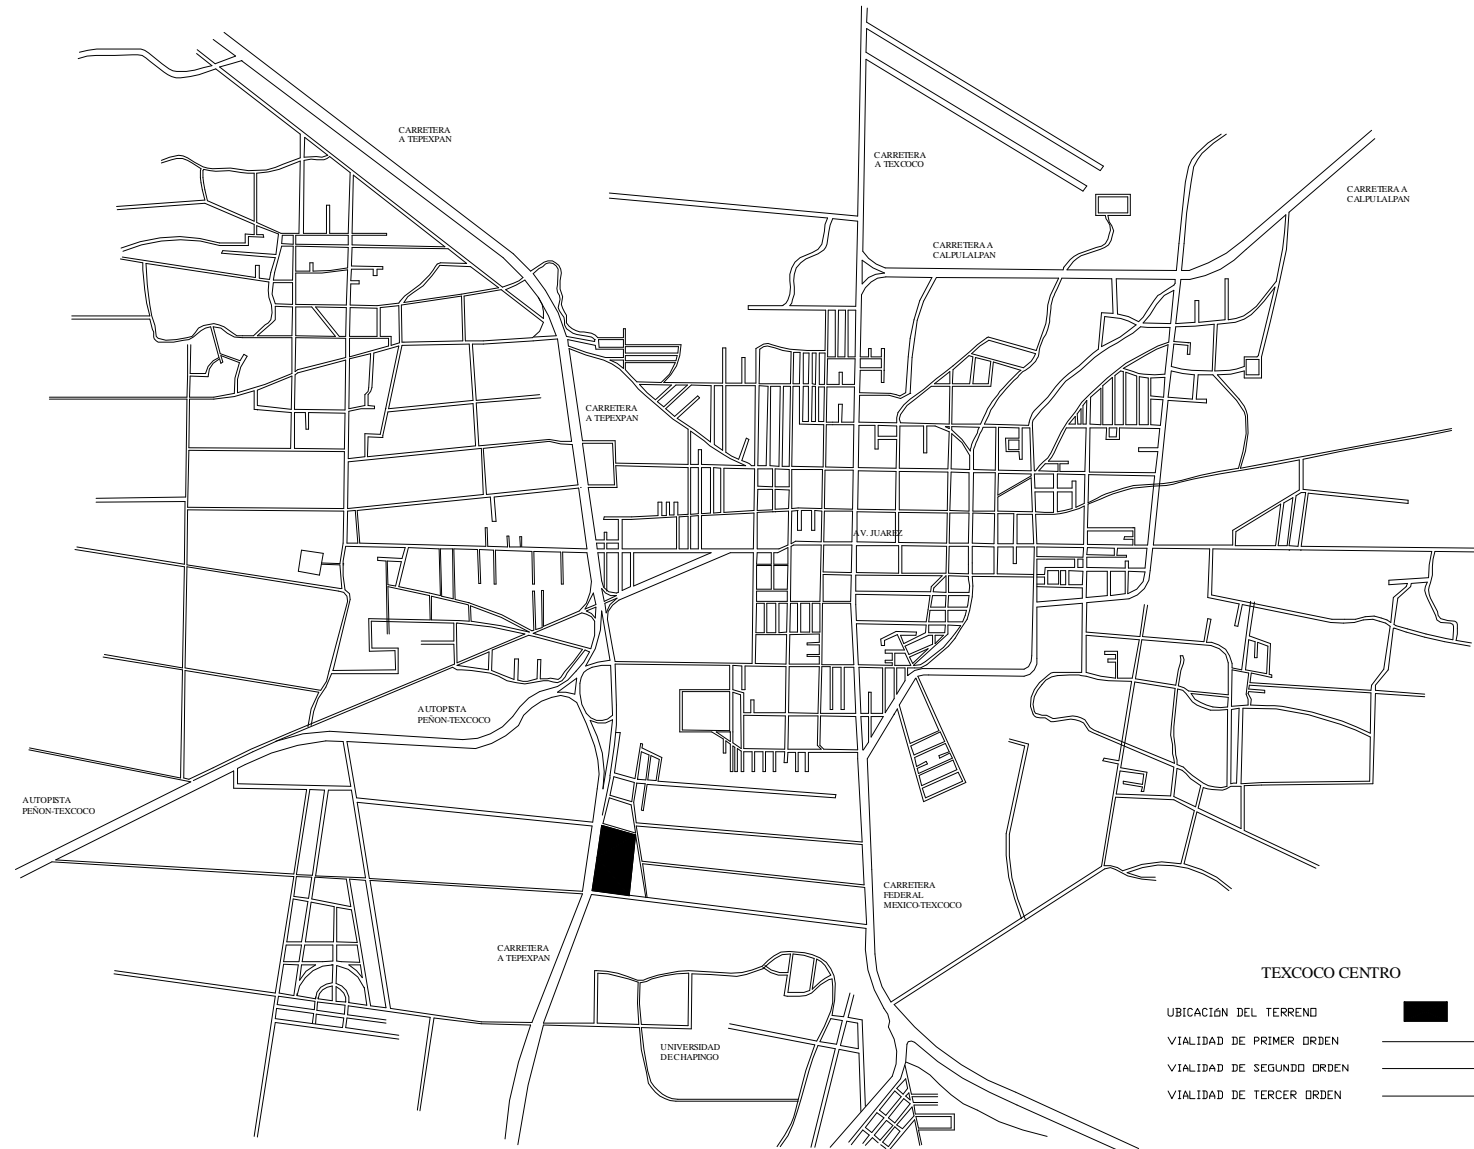 CARRETERA
A TEPEXPAN
CARRETERA
A TEXCOCO
CARRETERA A
CALPULALPAN
CARRETERA A
CALPULALPAN
CARRETERA
A TEPEXPAN
AV. JUAREZ
AUTOPISTA
PEÑON-TEXCOCO
AUTOPISTA
PEÑON-TEXCOCO
CARRETERA
FEDERAL
MEXICO-TEXCOCO
CARRETERA
A TEPEXPAN
UNIVERSIDAD
DE CHAPINGO
TEXCOCO CENTRO
UBICACIóN DEL TERRENO
VIALIDAD DE PRIMER ORDEN
VIALIDAD DE SEGUNDO ORDEN
VIALIDAD DE TERCER ORDEN